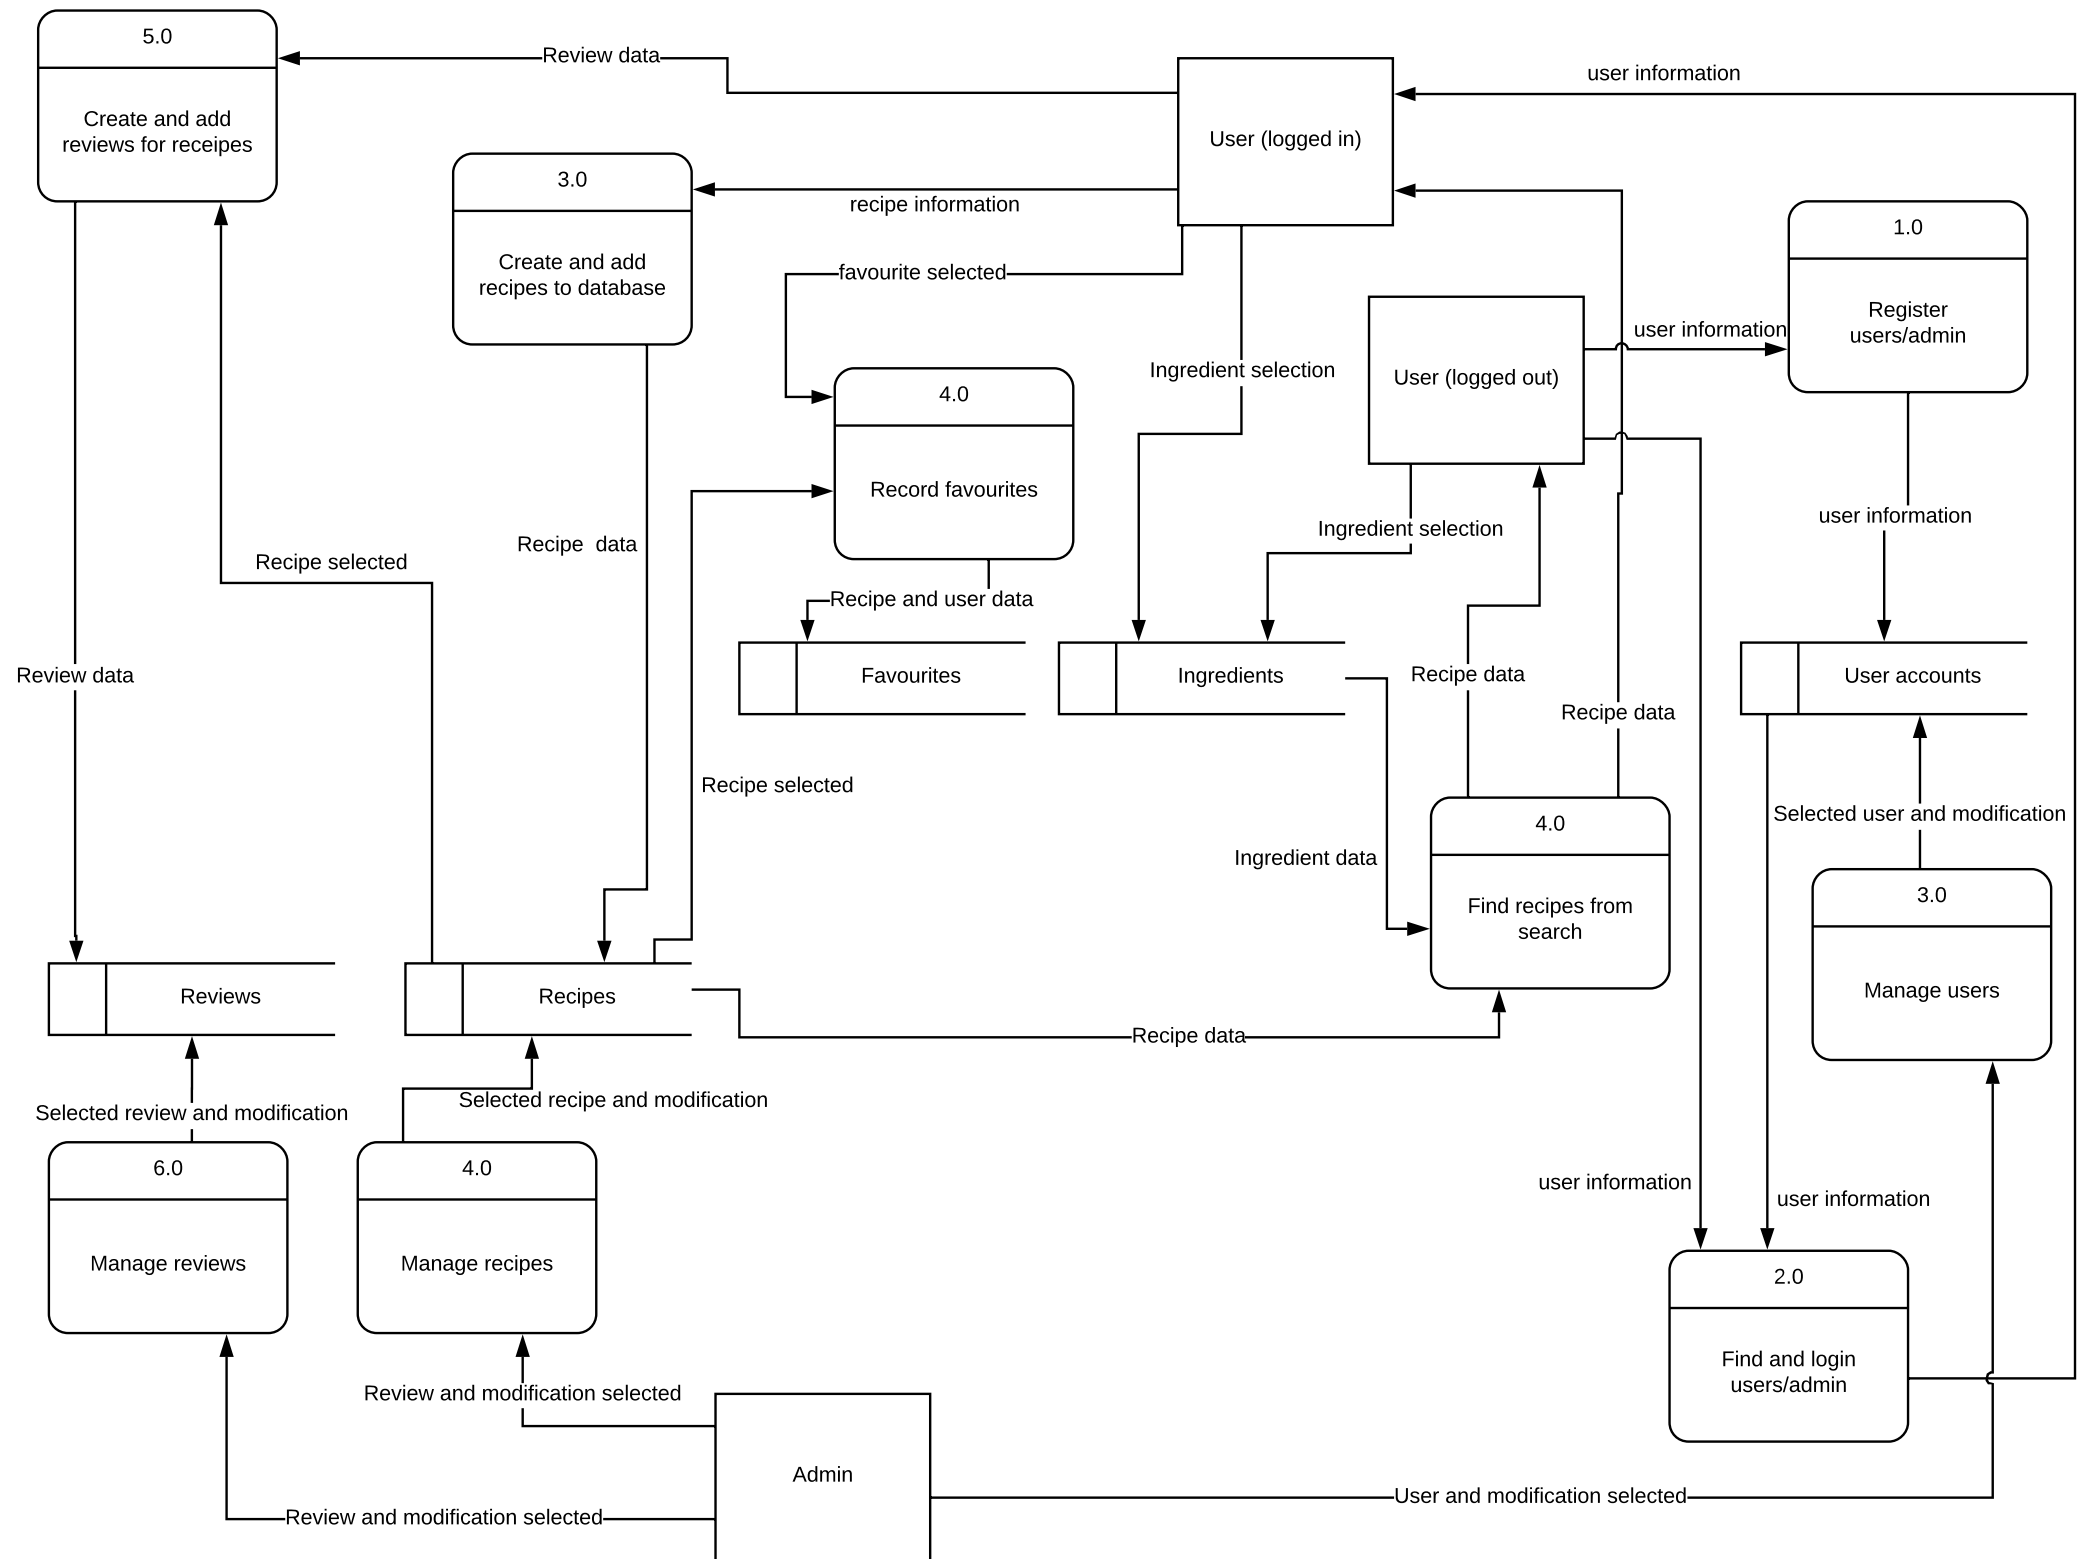 5.0
Create and add
reviews for receipes
Review data
User (logged in)
user information
3.0
Create and add
recipes to database
recipe information
1.0
Register
users/admin
favourite selected
user information
User (logged out)
Ingredient selection
4.0
Record favourites
Ingredient selection
user information
Recipe  data
Recipe selected
Recipe and user data
Review data
Favourites
Ingredients
Recipe data
User accounts
Recipe data
Recipe selected
Selected user and modification
4.0
Find recipes from
search
Ingredient data
3.0
Manage users
Reviews
Recipes
Recipe data
Selected review and modification
Selected recipe and modification
6.0
Manage reviews
4.0
Manage recipes
user information
user information
2.0
Find and login
users/admin
Review and modification selected
Admin
User and modification selected
Review and modification selected